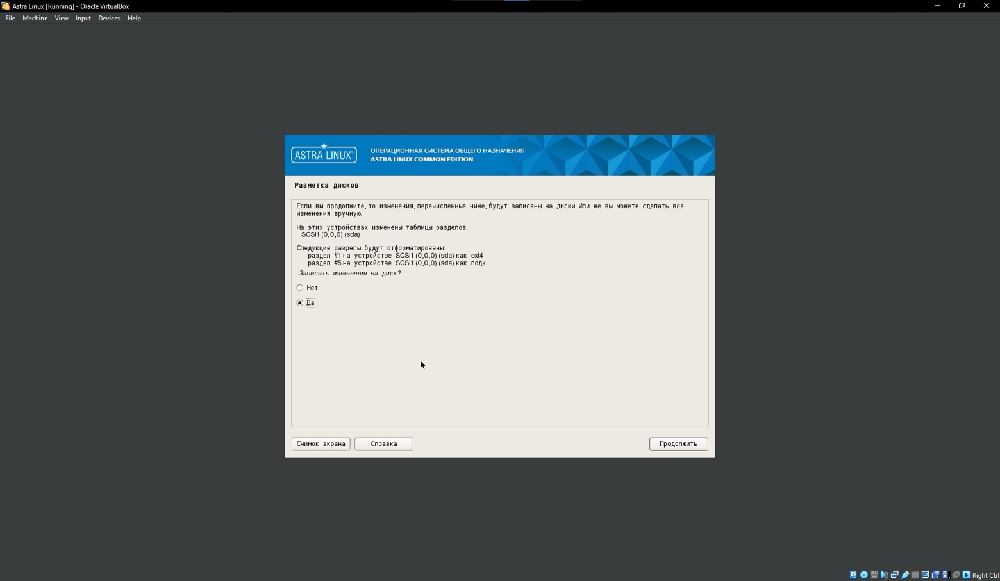 Astra Linux [Running] - Oracle VirtualBox
File Machine View Input Devices Help
ASTRA LINUX®
ОПЕРАЦИОННАЯ СИСТЕМА ОБЩЕГО НАЗНАЧЕНИЯ
ASTRA LINUX COMMON EDITION
Разметка дисков
Если вы продолжите, то изменения, перечисленные ниже, будут записаны на диски. Или же вы можете сделать все
изменения вручную.
На этих устройствах изменены таблицы разделов:
SCSI1 (0,0,0) (sda)
Следующие разделы будут отформатированы:
раздел #1 на устройстве SCSI1 (0,0,0) (sda) как ext4
раздел #5 на устройстве SCSI1 (0,0,0) (sda) как подк
Записать изменения на диск?
Нет
Да
Снимок экрана Справка Продолжить
Right Ctrl